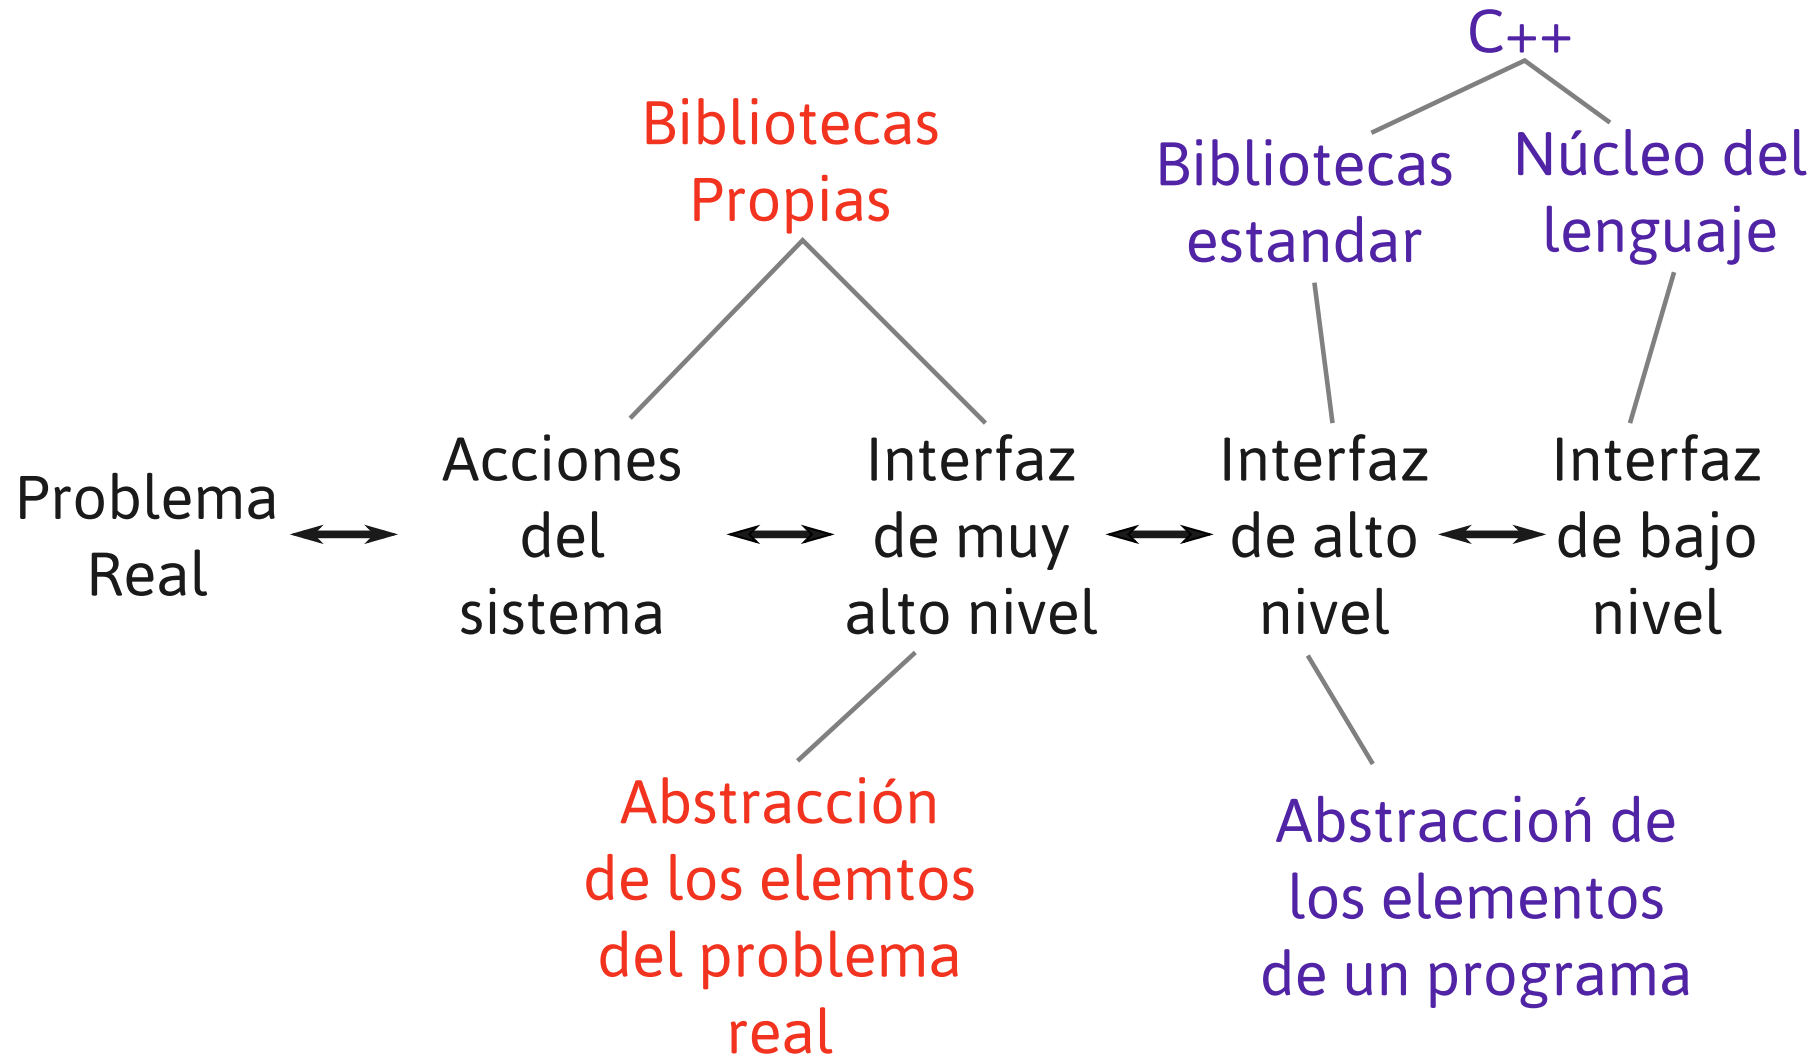 C++
Bibliotecas
Propias
Bibliotecas
estandar
Núcleo del
lenguaje
Problema
Real
Acciones
del
sistema
Interfaz
de muy
alto nivel
Interfaz
de alto
nivel
Interfaz
de bajo
nivel
Abstracción
de los elemtos
del problema
real
Abstraccioń de
los elementos
de un programa